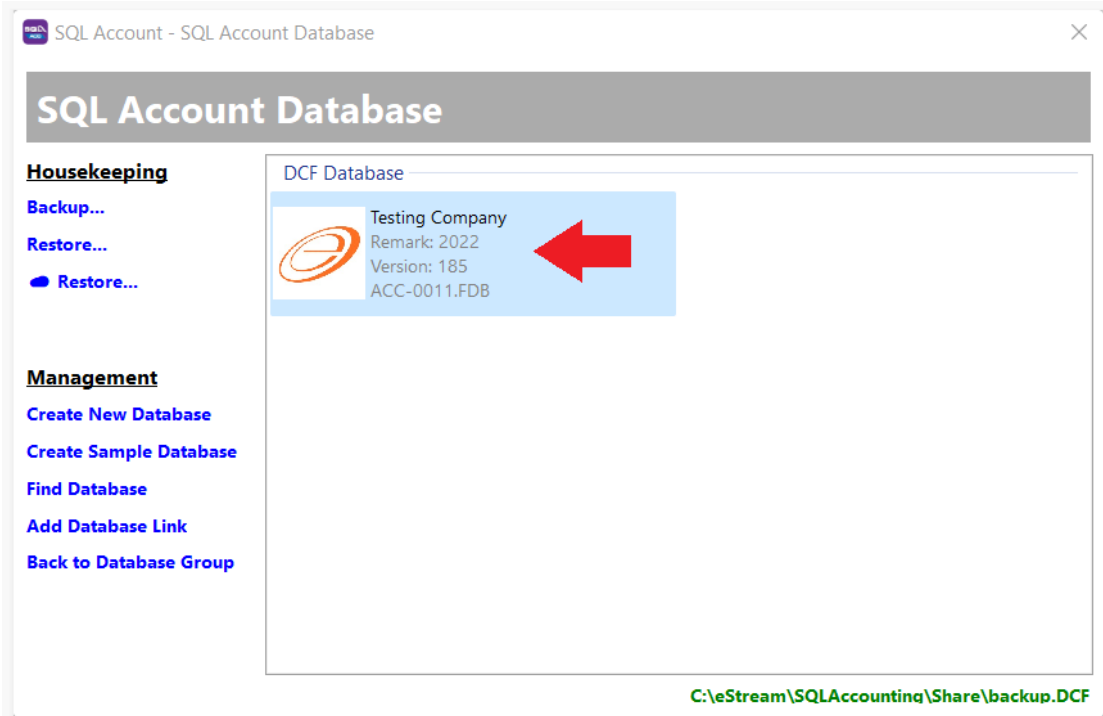 SQL Account - SQL Account Database
SQL Account Database
Housekeeping
Backup...
Restore...
Restore...
Management
Create New Database
Create Sample Database
Find Database
Add Database Link
Back to Database Group
DCF Database
Testing Company
Remark: 2022
Version: 185
ACC-0011.FDB
C:\eStream\SQLAccounting\Share\backup.DCF